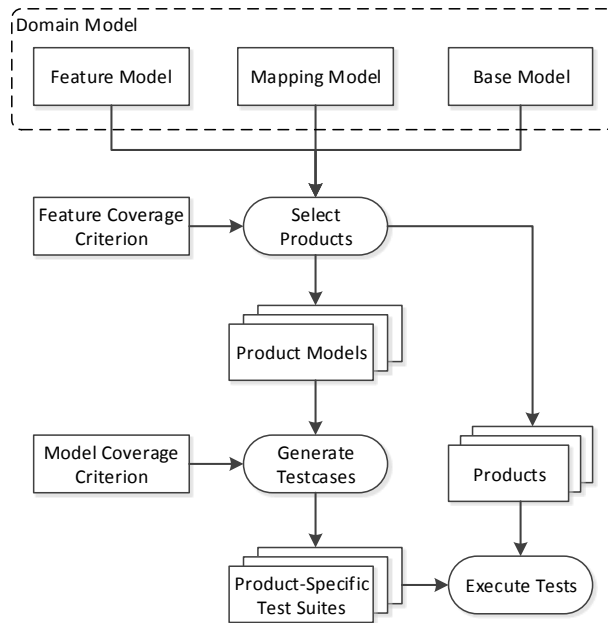 Domain Model
Feature Model
Mapping Model
Base Model
Feature Coverage
Criterion
Select
Products
Product Models
Model Coverage
Criterion
Generate
Testcases
Products
Product-Specific
Test Suites
Execute Tests